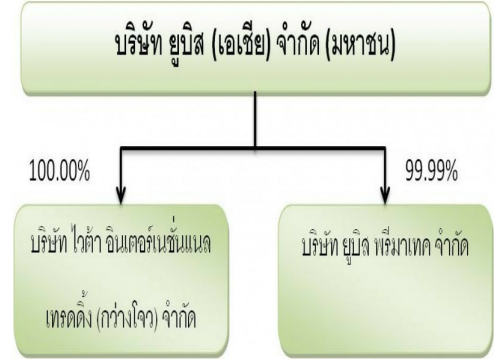 บริษัท ยูบิส (เอเชีย) จำกัด (มหาชน)
100.00%
99.99%
บริษัท ไวต้า อินเตอร์เนชั่นแนล
เทรดดิ้ง (กว่างโจว) จำกัด
บริษัท ยูบิส พรีมาเทค จำกัด